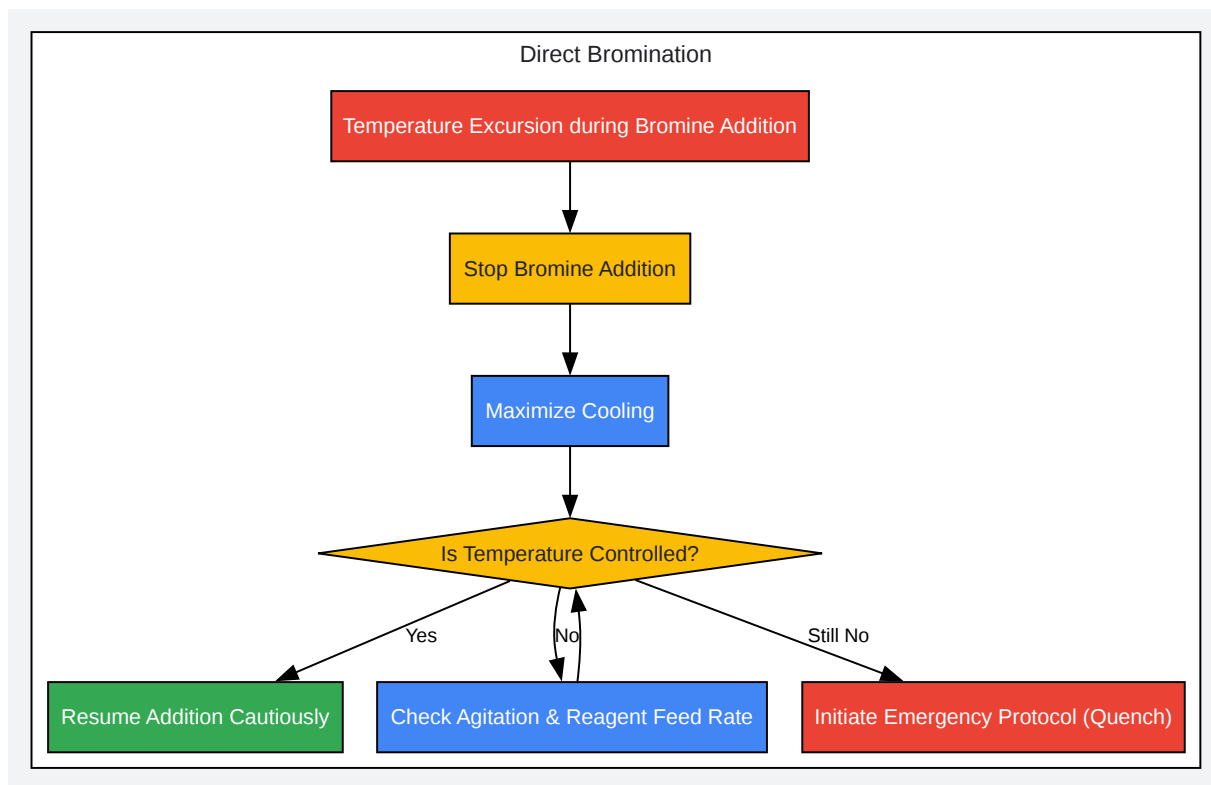 Direct Bromination
Temperature Excursion during Bromine Addition
Stop Bromine Addition
Maximize Cooling
Is Temperature Controlled?
Yes
No
Still No
Resume Addition Cautiously
Check Agitation & Reagent Feed Rate
Initiate Emergency Protocol (Quench)